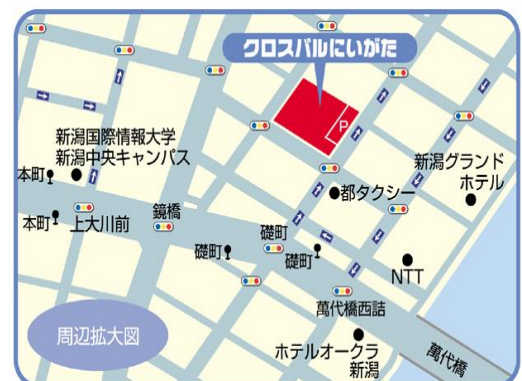 クロスパルにいがた
P
新潟国際情報大学
新潟中央キャンパス
本町
本町
上大川前
鏡橋
礎町
礎町
礎町
都タクシー
新潟グランド
ホテル
NTT
萬代橋西詰
ホテルオークラ
新潟
萬代橋
周辺拡大図